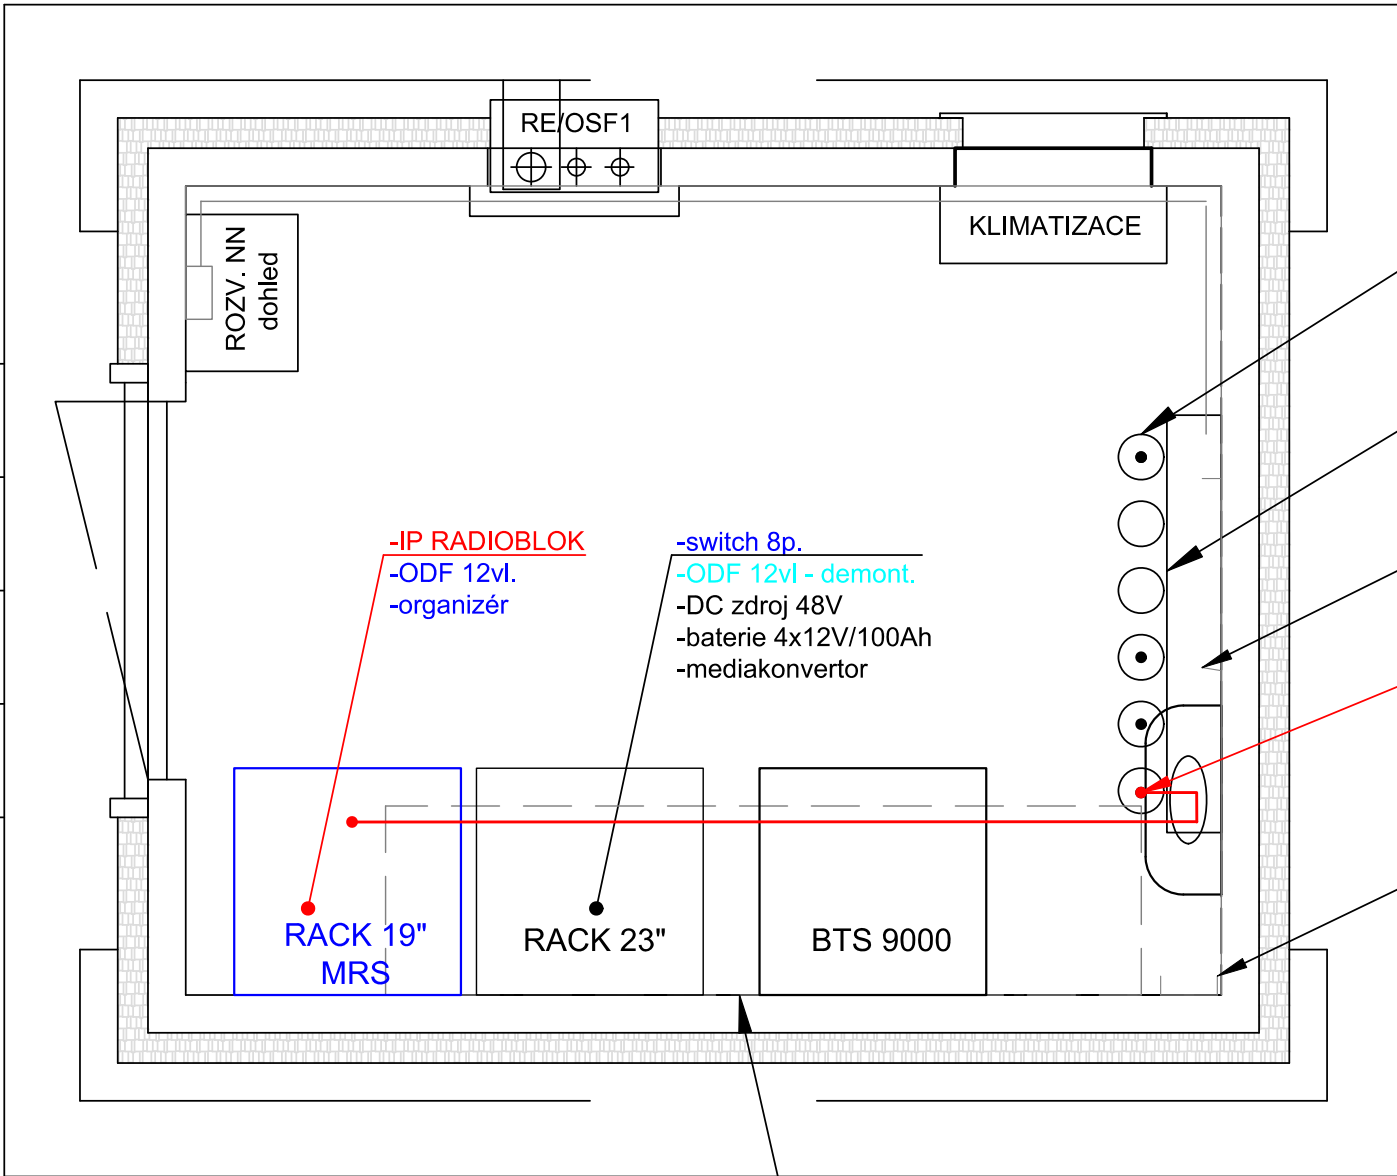 RE/OSF1
KLIMATIZACE
ROZV. NN
dohled
-IP RADIOBLOK
-ODF 12vl.
-organizér
-switch 8p.
-ODF 12vl - demont.
-DC zdroj 48V
-baterie 4x12V/100Ah
-mediakonvertor
RACK 19"
MRS
RACK 23"
BTS 9000